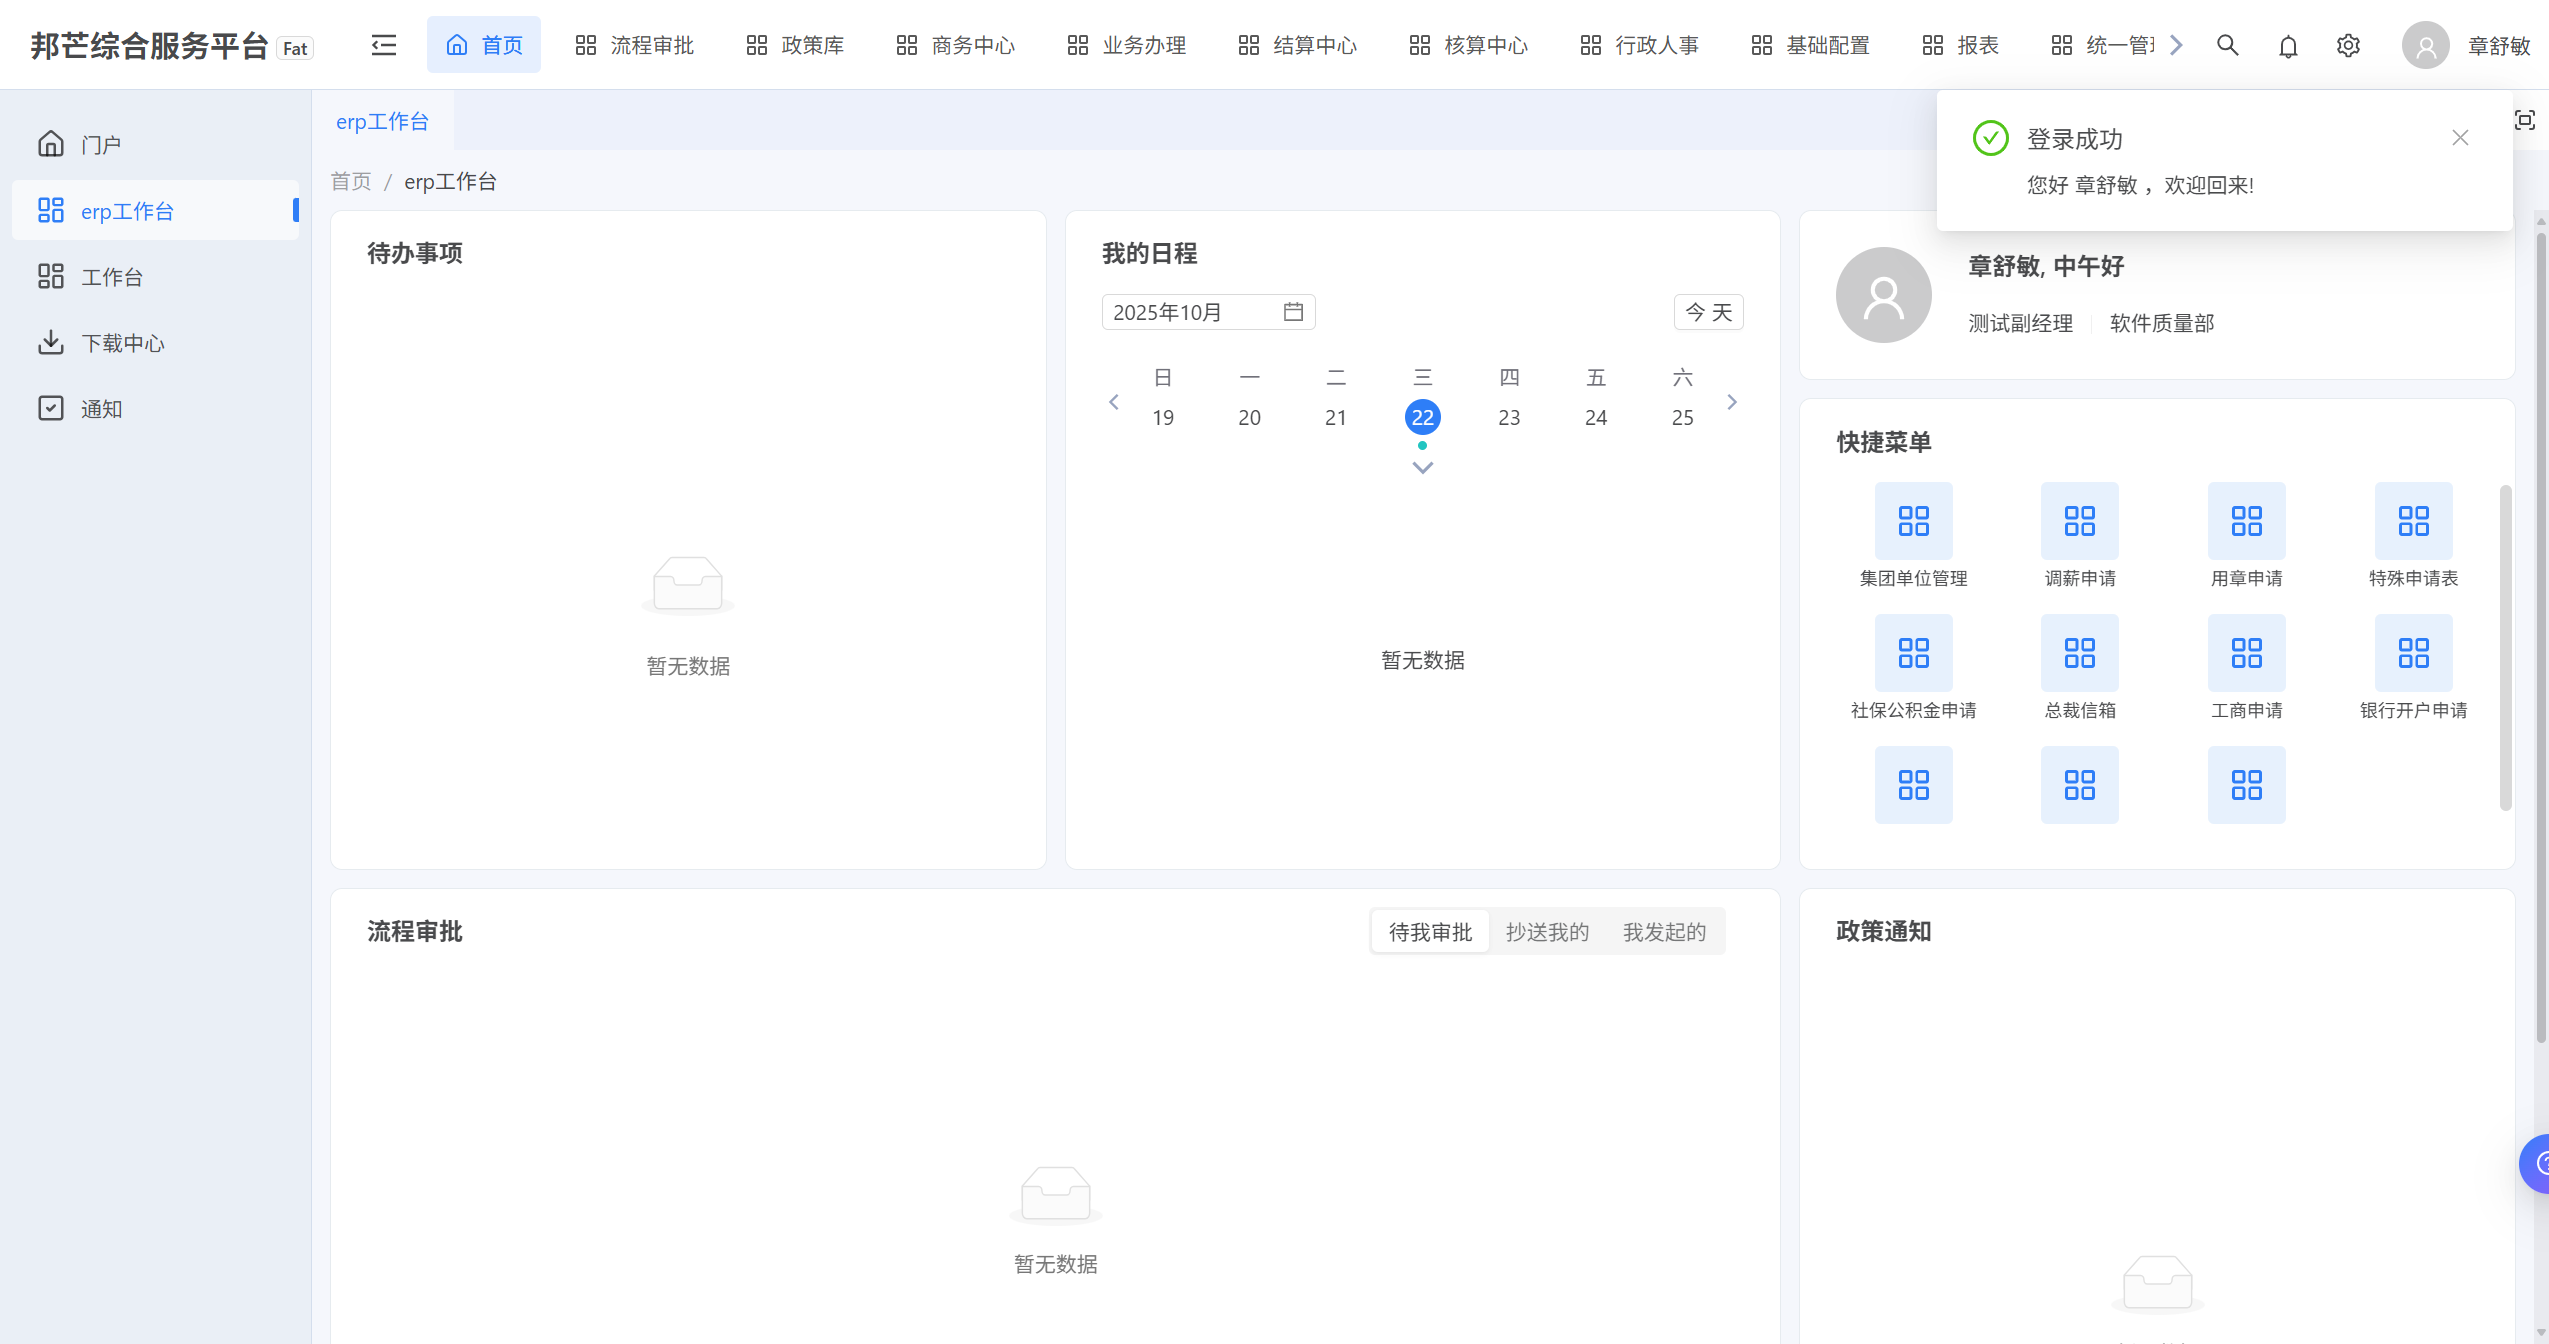 邦芒综合服务平台 Fat
首页
流程审批
政策库
商务中心
业务办理
结算中心
核算中心
行政人事
基础配置
报表
统一管
章舒敏
门户
erp工作台
工作台
下载中心
通知
erp工作台
首页 / erp工作台
登录成功
您好 章舒敏 ，欢迎回来!
待办事项
暂无数据
我的日程
2025年10月
今 天
日 一 二 三 四 五 六
19 20 21 22 23 24 25
暂无数据
章舒敏, 中午好
测试副经理 软件质量部
快捷菜单
集团单位管理 调薪申请 用章申请 特殊申请表
社保公积金申请 总裁信箱 工商申请 银行开户申请
流程审批
待我审批 抄送我的 我发起的
暂无数据
政策通知